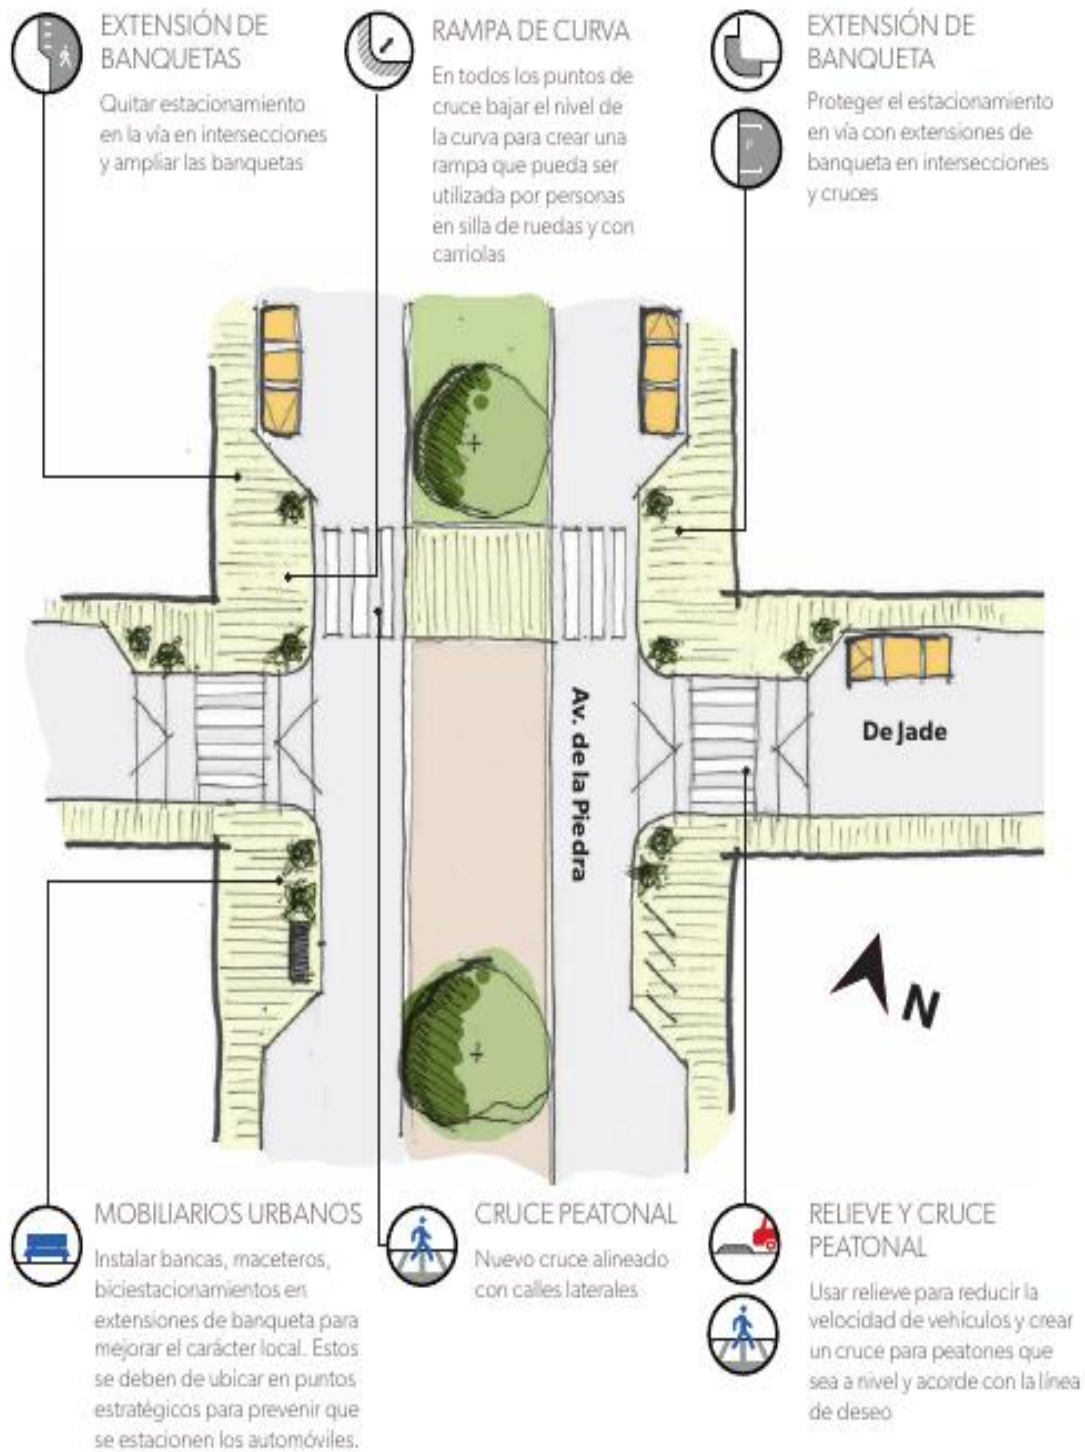 EXTENSIÓN DE
BANQUETAS
Quitar estacionamiento
en la vía en intersecciones
y ampliar las banquetas
RAMPA DE CURVA
En todos los puntos de
cruce bajar el nivel de
la curva para crear una
rampa que pueda ser
utilizada por personas
en silla de ruedas y con
carriolas
EXTENSIÓN DE
BANQUETA
Proteger el estacionamiento
en vía con extensiones de
banqueta en intersecciones
y cruces
P
Av. de la Piedra
De Jade
N
MOBILIARIOS URBANOS
Instalar bancas, maceteros,
biciestacionamientos en
extensiones de banqueta para
mejorar el carácter local. Estos
se deben de ubicar en puntos
estratégicos para prevenir que
se estacionen los automóviles.
CRUCE PEATONAL
Nuevo cruce alineado
con calles laterales
RELIEVE Y CRUCE
PEATONAL
Usar relieve para reducir la
velocidad de vehículos y crear
un cruce para peatones que
sea a nivel y acorde con la línea
de deseo